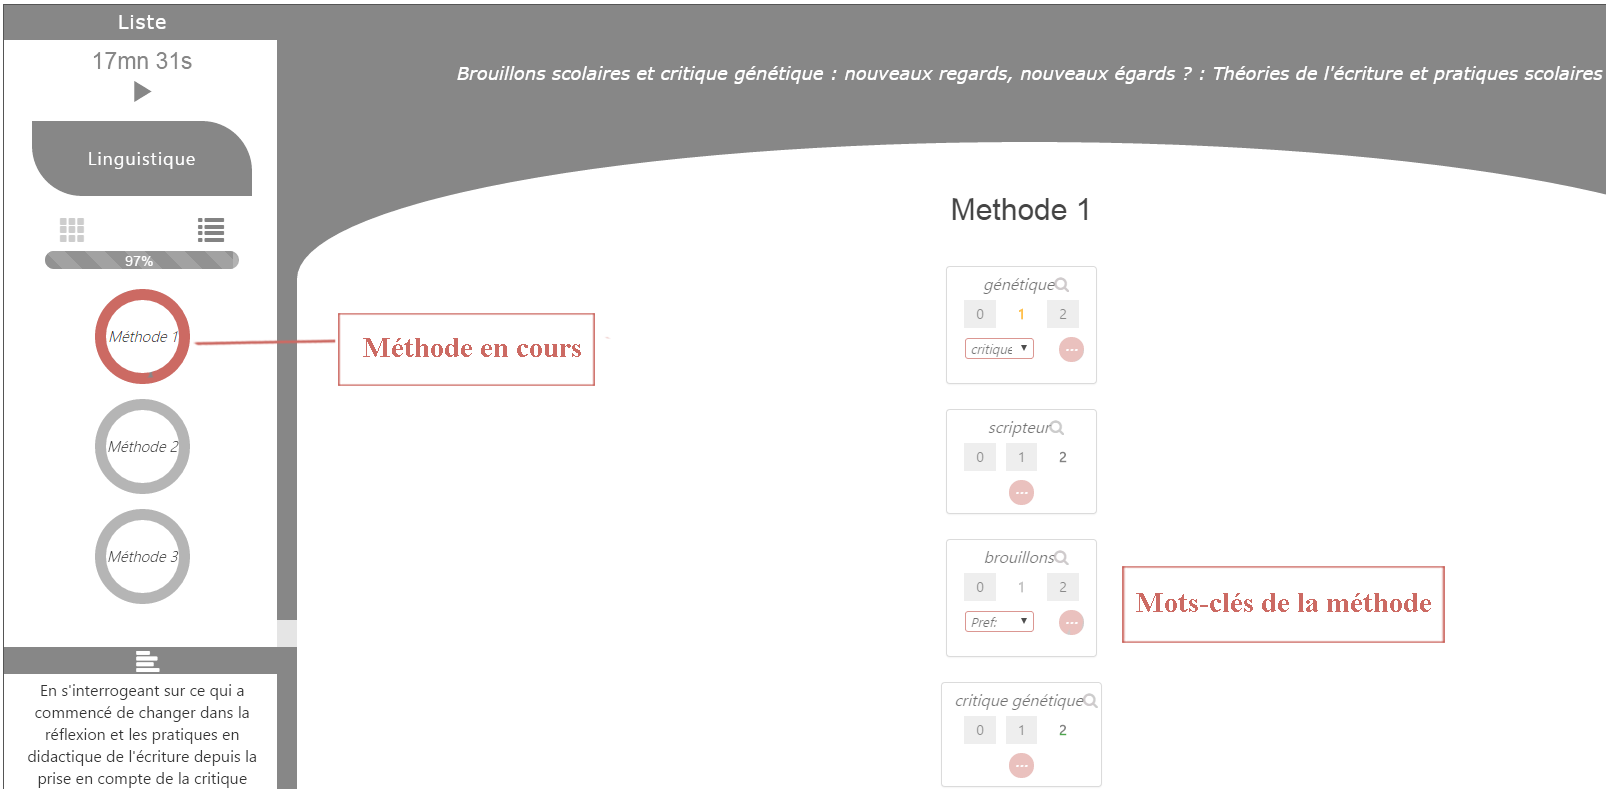 Liste
17mn 31s
Linguistique
97%
Méthode 1
Méthode 2
Méthode 3
En s'interrogeant sur ce qui a
commencé de changer dans la
réflexion et les pratiques en
didactique de l'écriture depuis la
prise en compte de la critique
Brouillons scolaires et critique génétique : nouveaux regards, nouveaux égards ? : Théories de l'écriture et pratiques scolaires
Methode 1
Méthode en cours
génétique
0 1 2
critique
scripteur
0 1 2
brouillons
0 1 2
Pref:
Mots-clés de la méthode
critique génétique
0 1 2